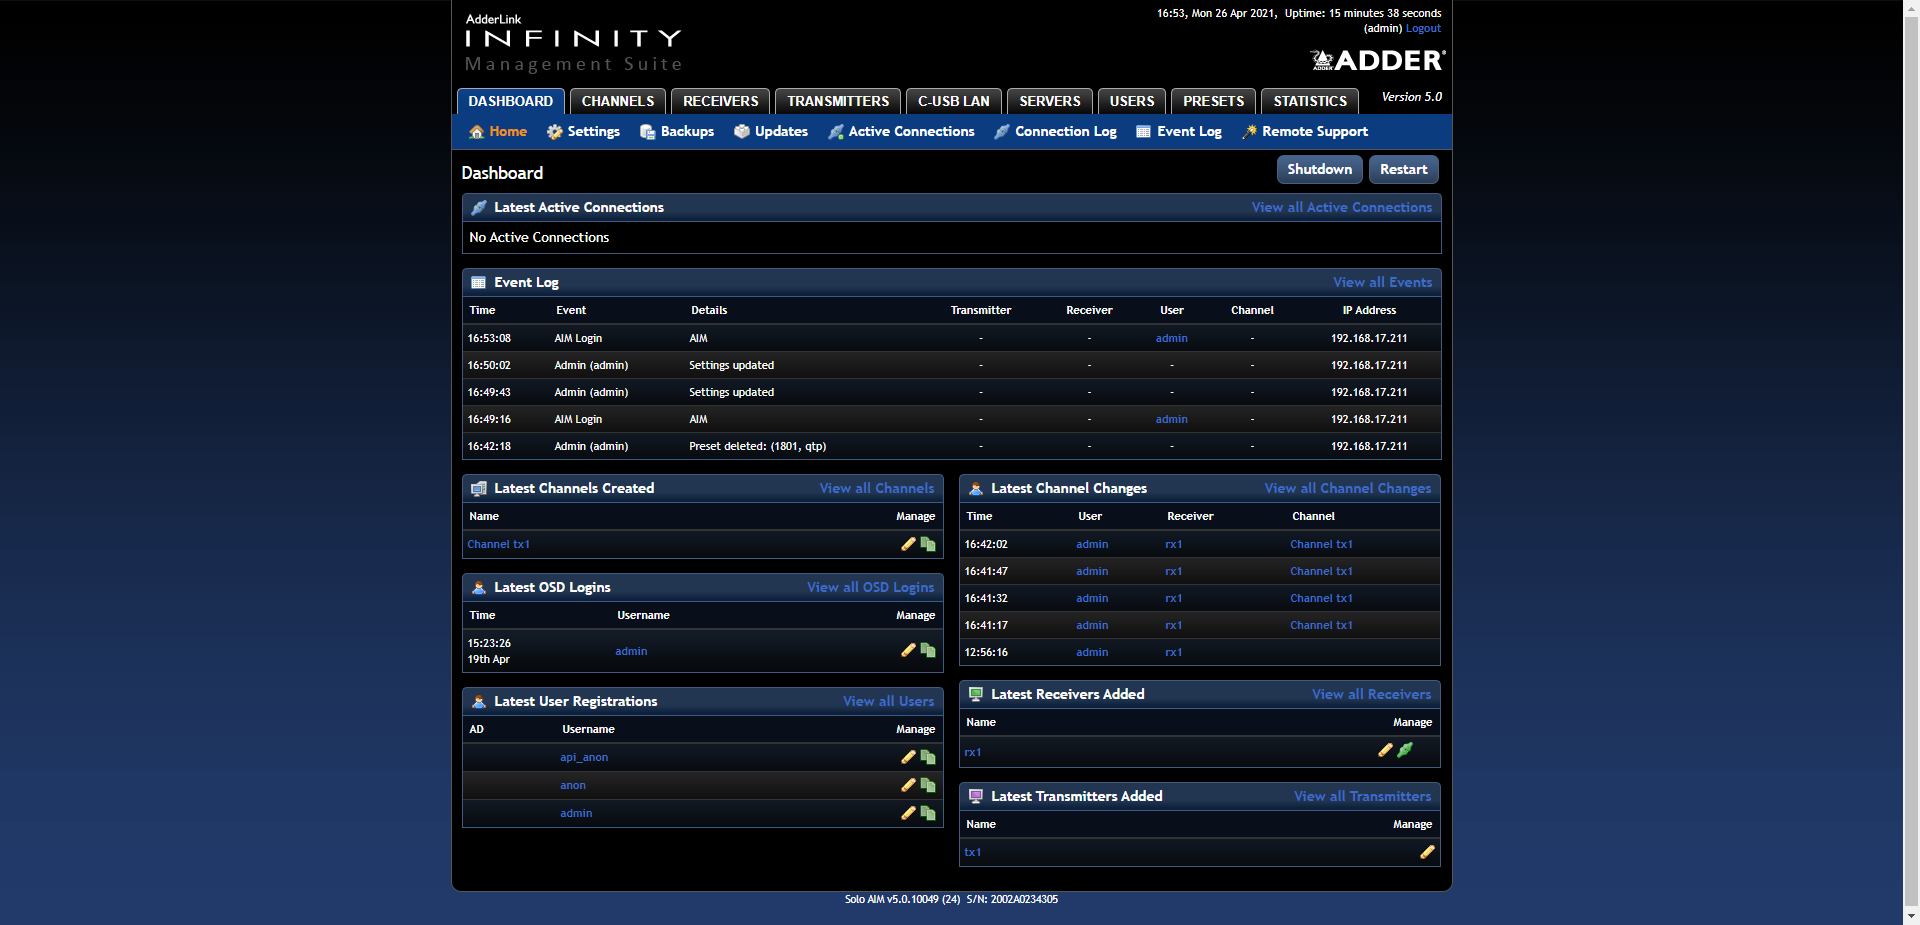 AdderLink
INFINITY
Management Suite
16:53, Mon 26 Apr 2021, Uptime: 15 minutes 38 seconds
(admin) Logout
ADDER ADDER®
DASHBOARD CHANNELS RECEIVERS TRANSMITTERS C-USB LAN SERVERS USERS PRESETS STATISTICS Version 5.0
Home Settings Backups Updates Active Connections Connection Log Event Log Remote Support
Dashboard Shutdown Restart
Latest Active Connections View all Active Connections
No Active Connections
Event Log View all Events
Time Event Details Transmitter Receiver User Channel IP Address
16:53:08 AIM Login AIM - - admin - 192.168.17.211
16:50:02 Admin (admin) Settings updated - - - - 192.168.17.211
16:49:43 Admin (admin) Settings updated - - - - 192.168.17.211
16:49:16 AIM Login AIM - - admin - 192.168.17.211
16:42:18 Admin (admin) Preset deleted: (1801, qtp) - - - - 192.168.17.211
Latest Channels Created View all Channels
Name Manage
Channel tx1
Latest OSD Logins View all OSD Logins
Time Username Manage
15:23:26
19th Apr admin
Latest User Registrations View all Users
AD Username Manage
api_anon
anon
admin
Latest Channel Changes View all Channel Changes
Time User Receiver Channel
16:42:02 admin rx1 Channel tx1
16:41:47 admin rx1 Channel tx1
16:41:32 admin rx1 Channel tx1
16:41:17 admin rx1 Channel tx1
12:56:16 admin rx1
Latest Receivers Added View all Receivers
Name Manage
rx1
Latest Transmitters Added View all Transmitters
Name Manage
tx1
Solo AIM v5.0.10049 (24) S/N: 2002A0234305